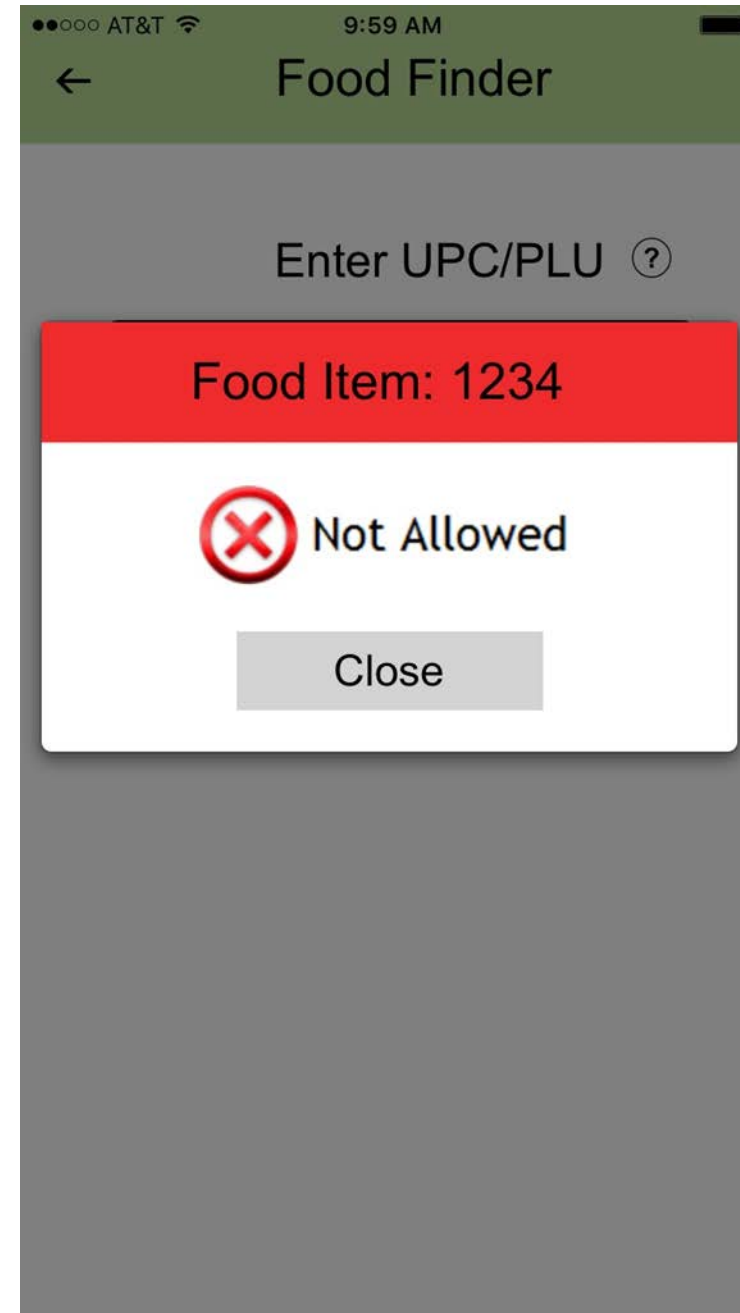 AT&T 9:59 AM
← Food Finder
Enter UPC/PLU ?
Food Item: 1234
Not Allowed
Close